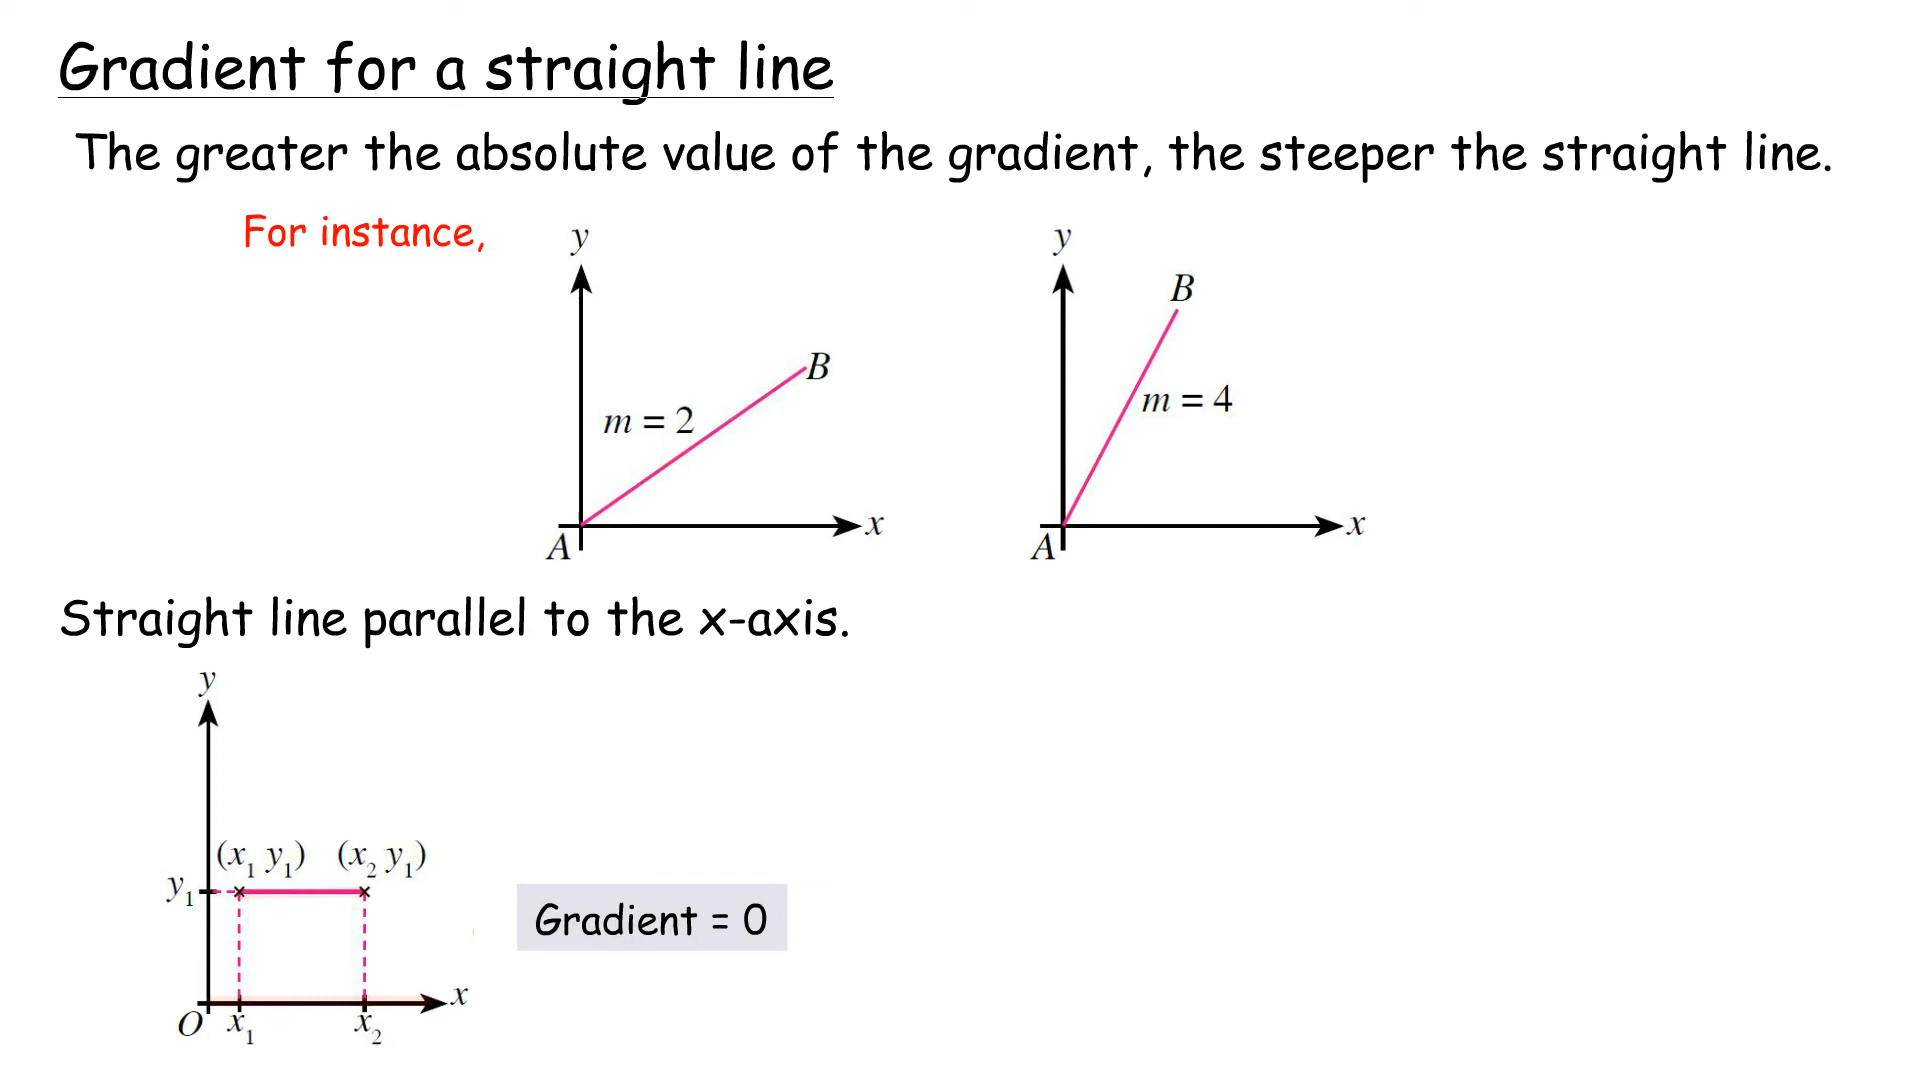 Gradient for a straight line
The greater the absolute value of the gradient, the steeper the straight line.
For instance,
y
B
m = 2
A
x
y
B
m = 4
A
x
Straight line parallel to the x-axis.
y
(x₁ y₁) (x₂ y₁)
y₁
x
O x₁ x₂
Gradient = 0